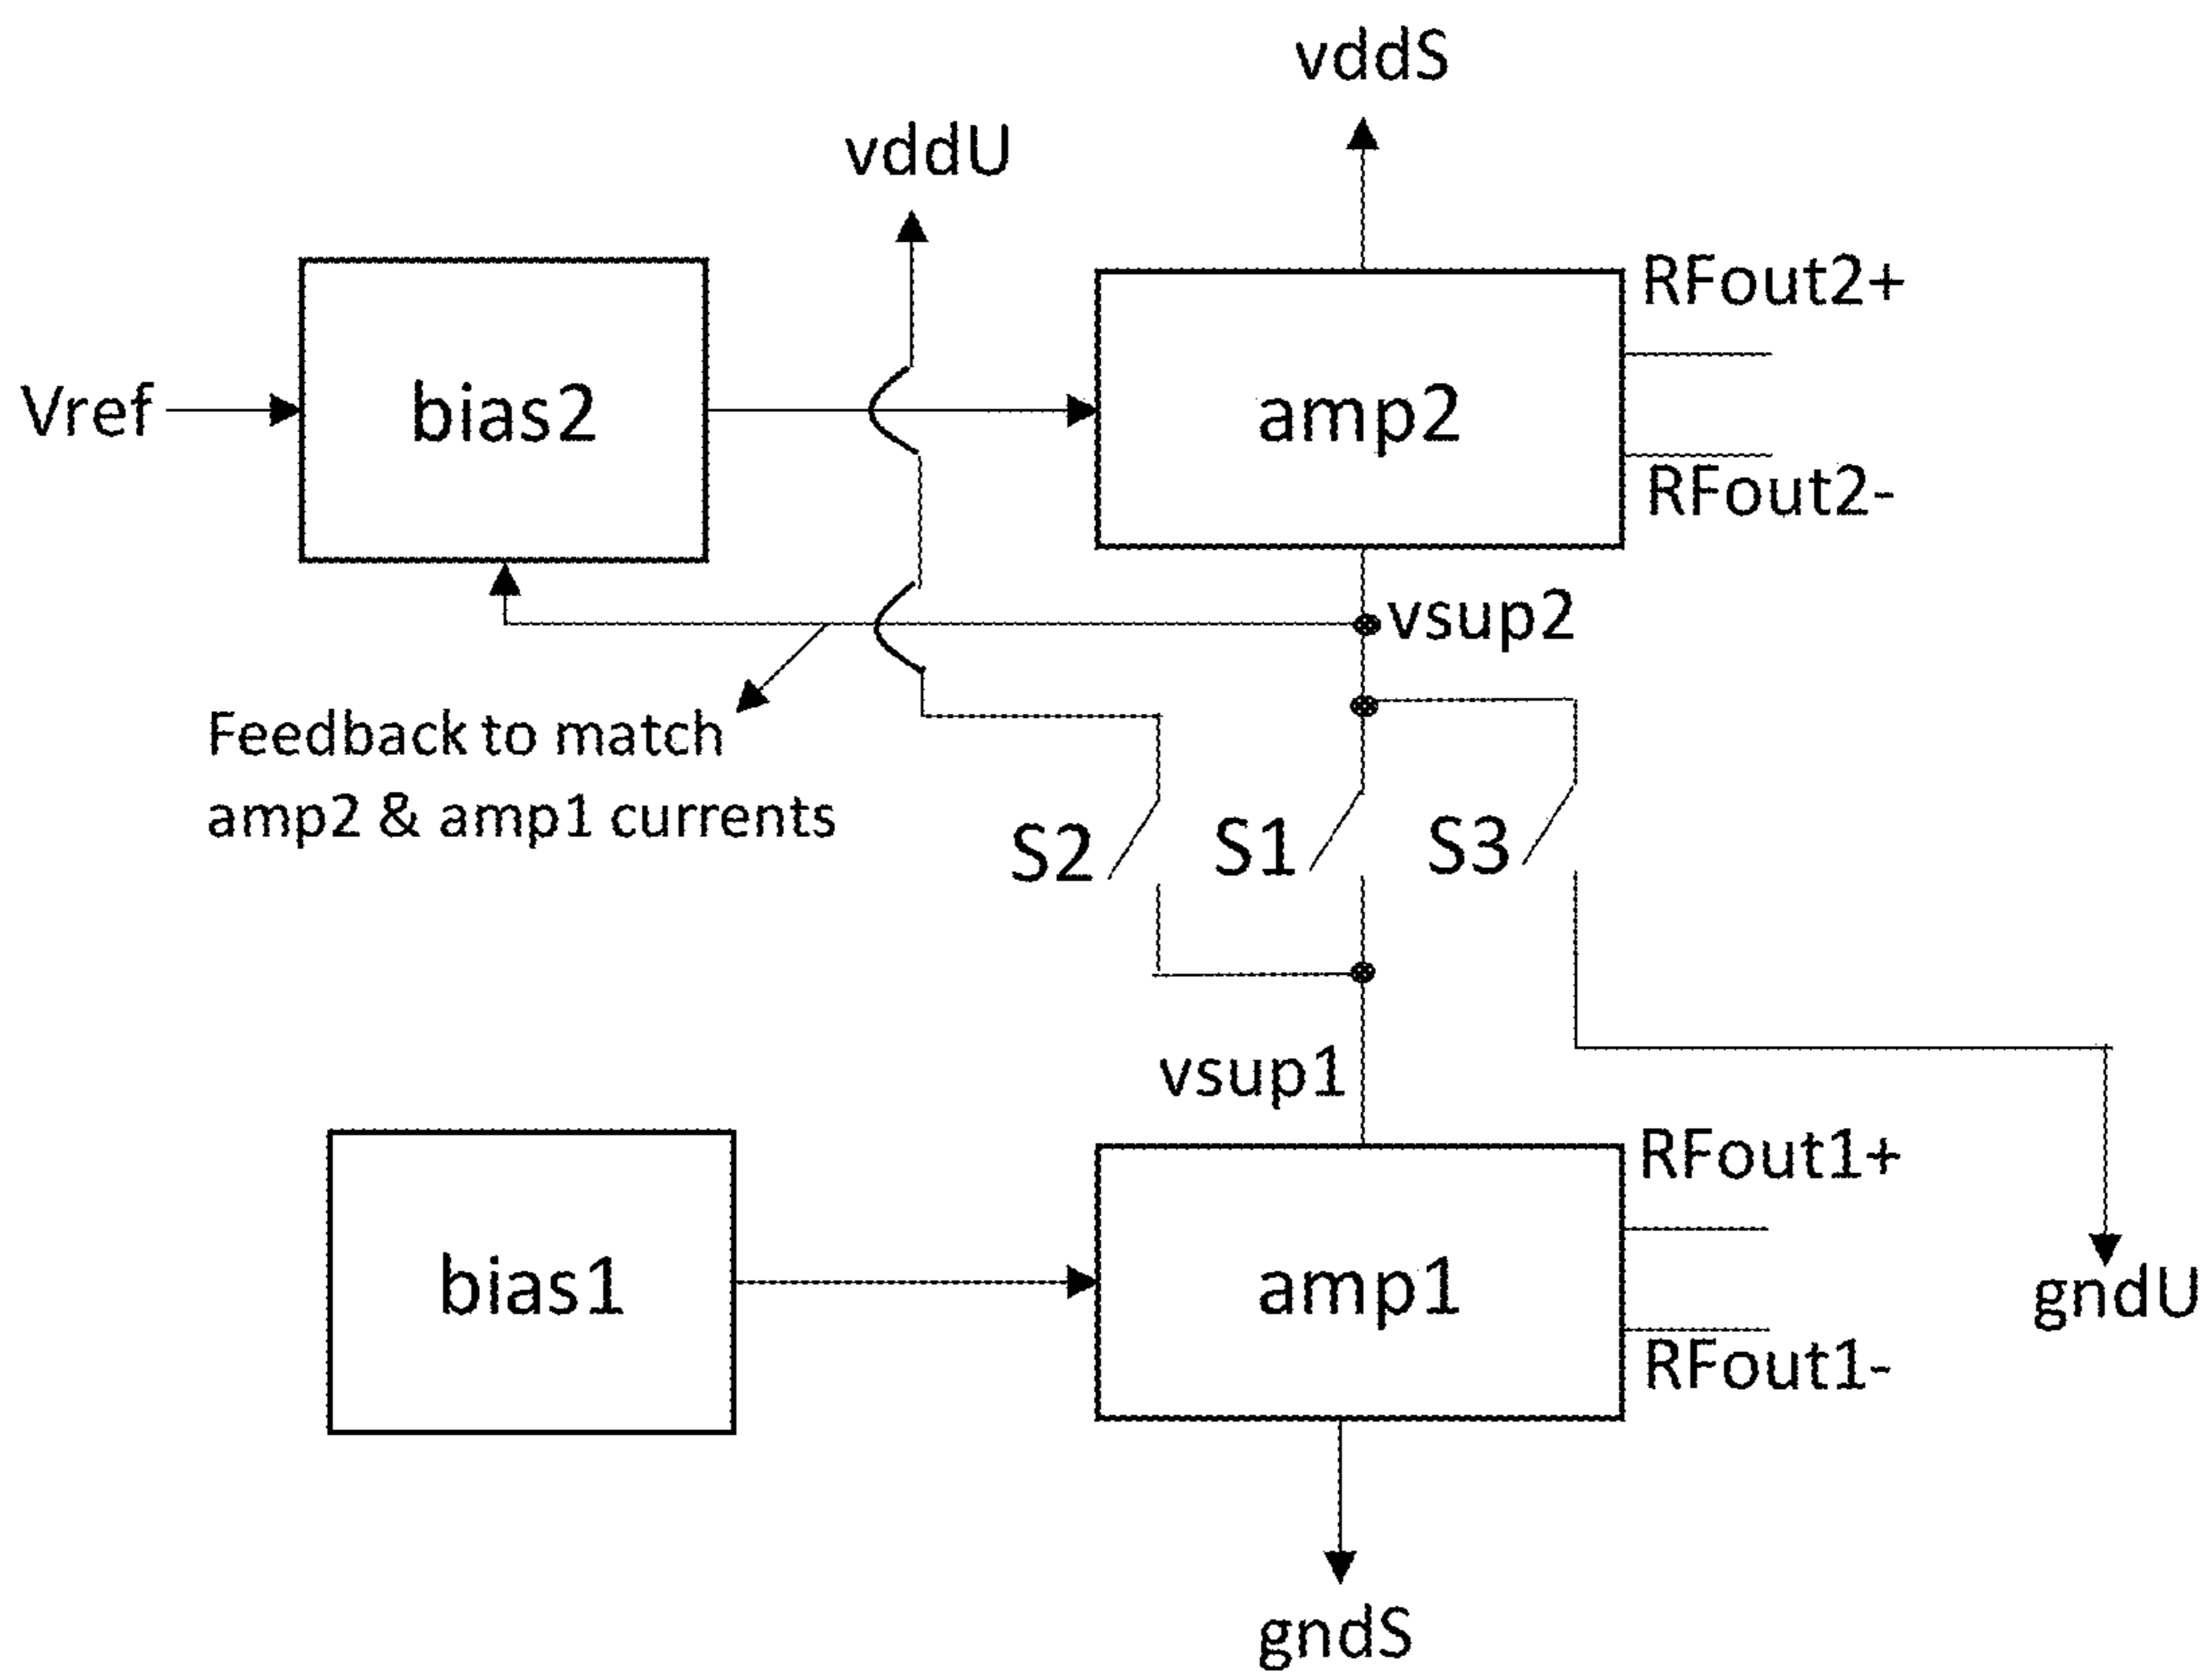 vddS
vddU
RFout2+
Vref
bias2
amp2
RFout2-
vsup2
Feedback to match
amp2 & amp1 currents
S2
S1
S3
vsup1
RFout1+
bias1
amp1
gndU
RFout1-
gndS